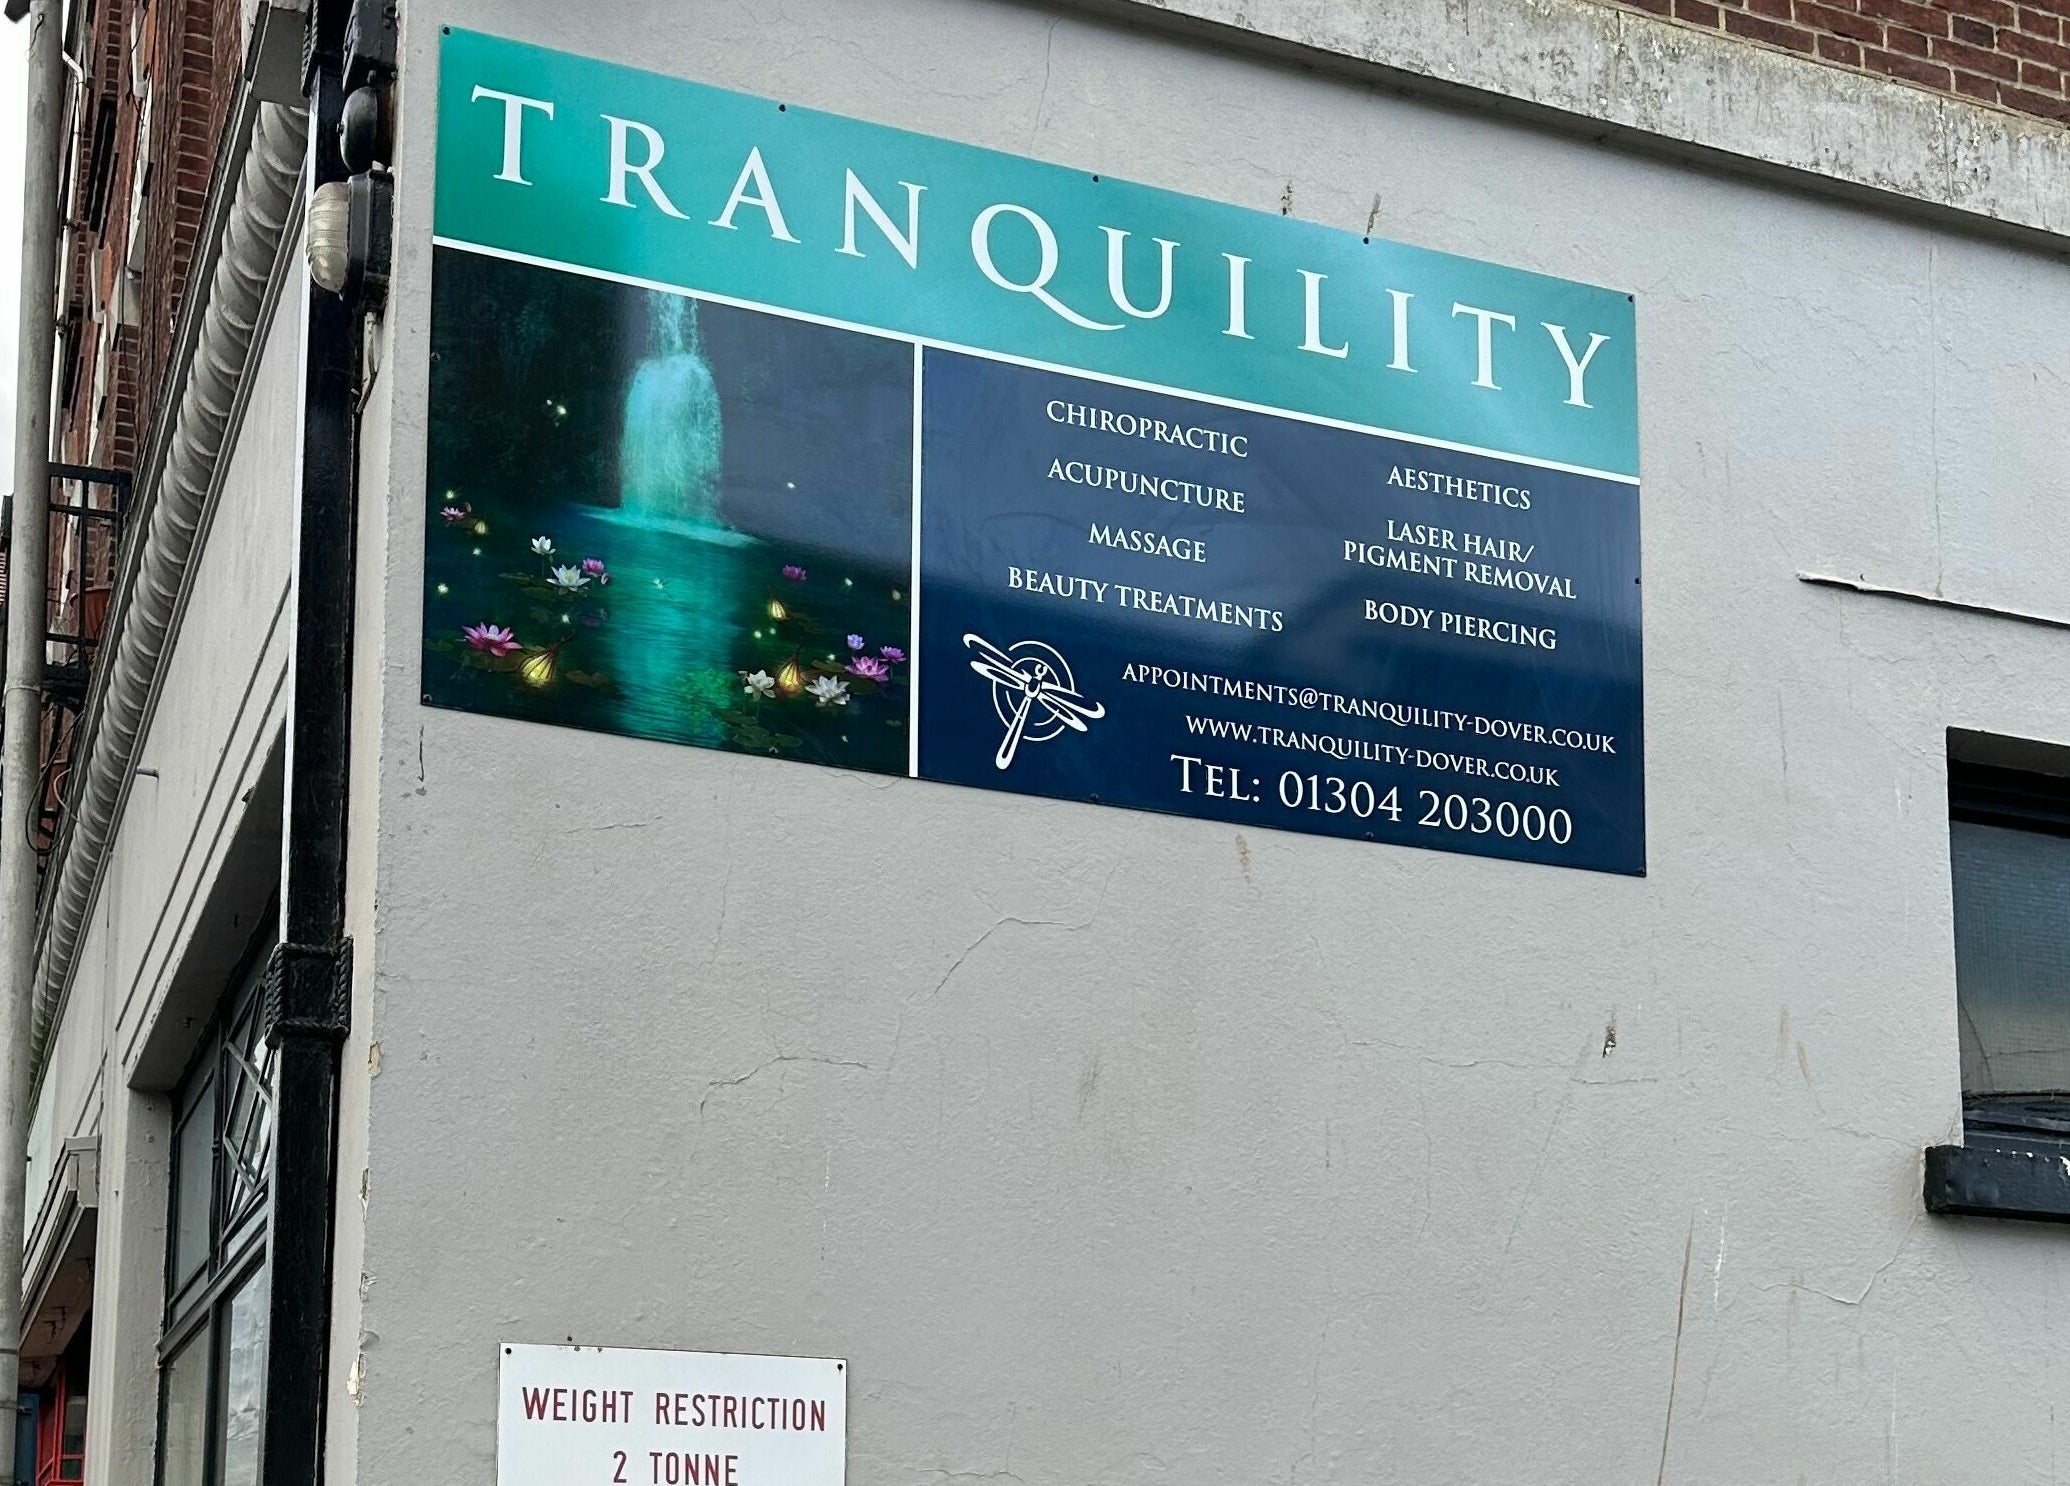 TRANQUILITY
CHIROPRACTIC
ACUPUNCTURE
MASSAGE
BEAUTY TREATMENTS
AESTHETICS
LASER HAIR/
PIGMENT REMOVAL
BODY PIERCING
APPOINTMENTS@TRANQUILITY-DOVER.CO.UK
WWW.TRANQUILITY-DOVER.CO.UK
TEL: 01304 203000
WEIGHT RESTRICTION
2 TONNE